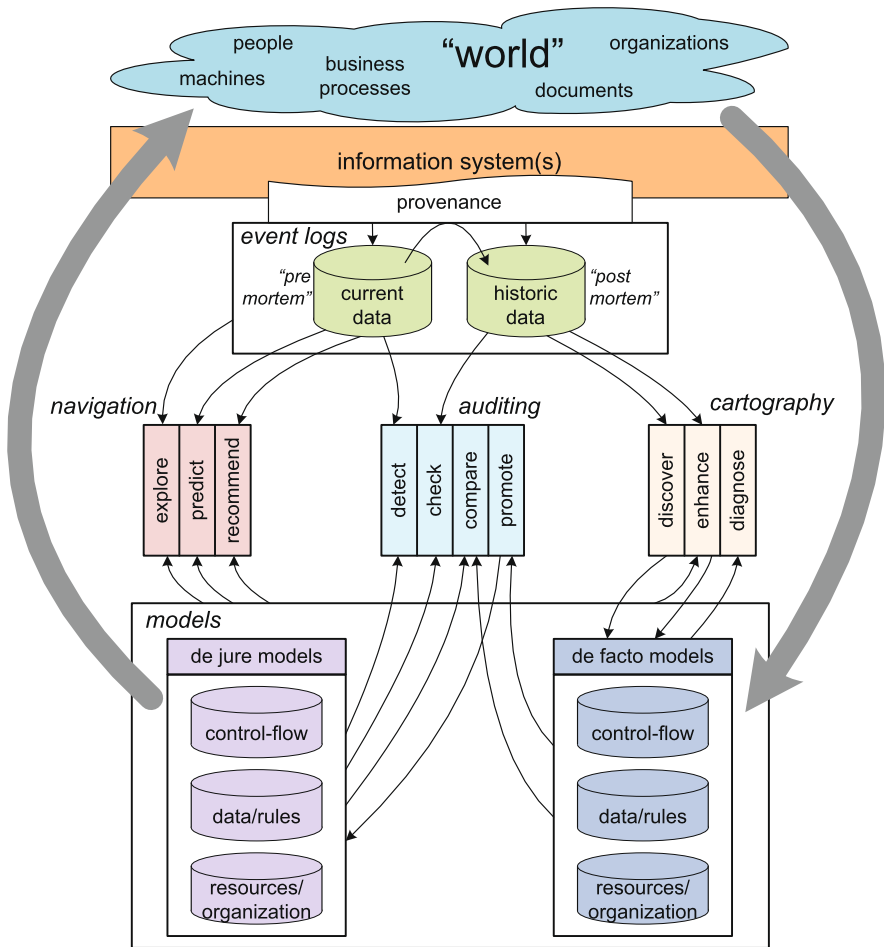 people
"world"
organizations
machines
business
processes
documents
information system(s)
provenance
event logs
"pre
mortem"
current
data
historic
data
"post
mortem"
navigation
auditing
cartography
explore
predict
recommend
detect
check
compare
promote
discover
enhance
diagnose
models
de jure models
de facto models
control-flow
control-flow
data/rules
data/rules
resources/
organization
resources/
organization